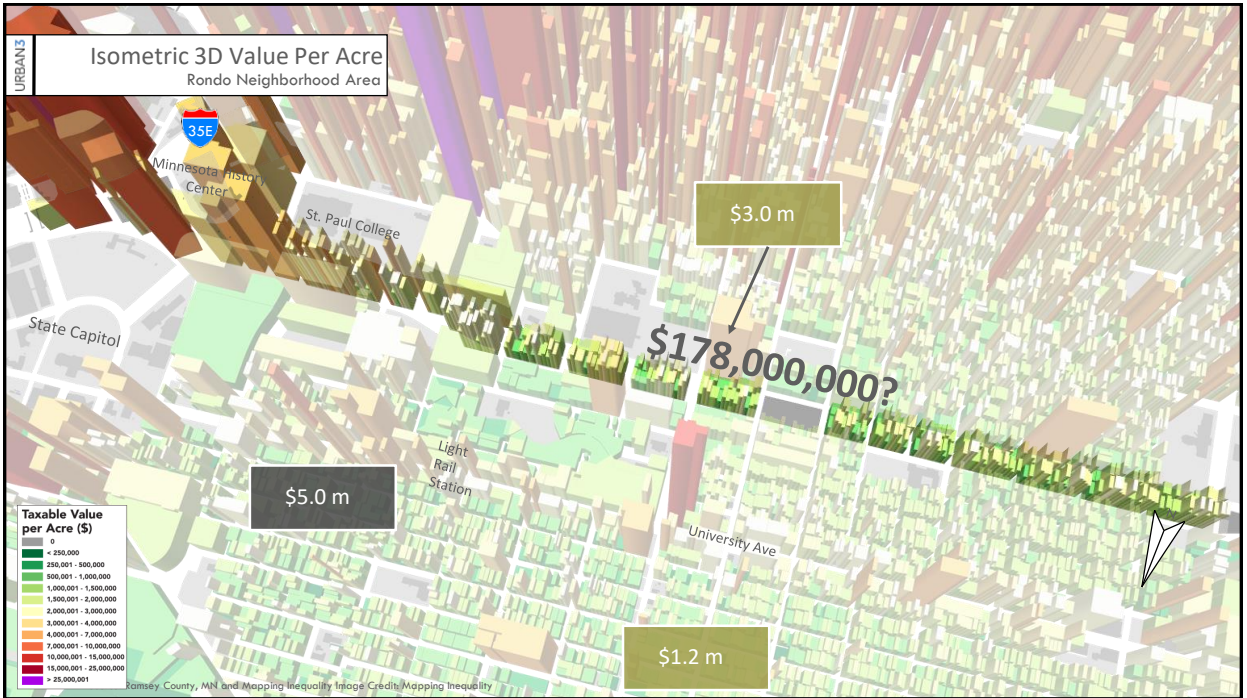 URBAN3
Isometric 3D Value Per Acre
Rondo Neighborhood Area
35E
Minnesota History
Center
St. Paul College
$3.0 m
State Capitol
$178,000,000?
Light
Rail
Station
$5.0 m
University Ave
Taxable Value
per Acre ($)
0
< 250,000
250,001 - 500,000
500,001 - 1,000,000
1,000,001 - 1,500,000
1,500,001 - 2,000,000
2,000,001 - 3,000,000
3,000,001 - 4,000,000
4,000,001 - 7,000,000
7,000,001 - 10,000,000
10,000,001 - 15,000,000
15,000,001 - 25,000,000
> 25,000,001
$1.2 m
Ramsey County, MN and Mapping Inequality Image Credit: Mapping Inequality